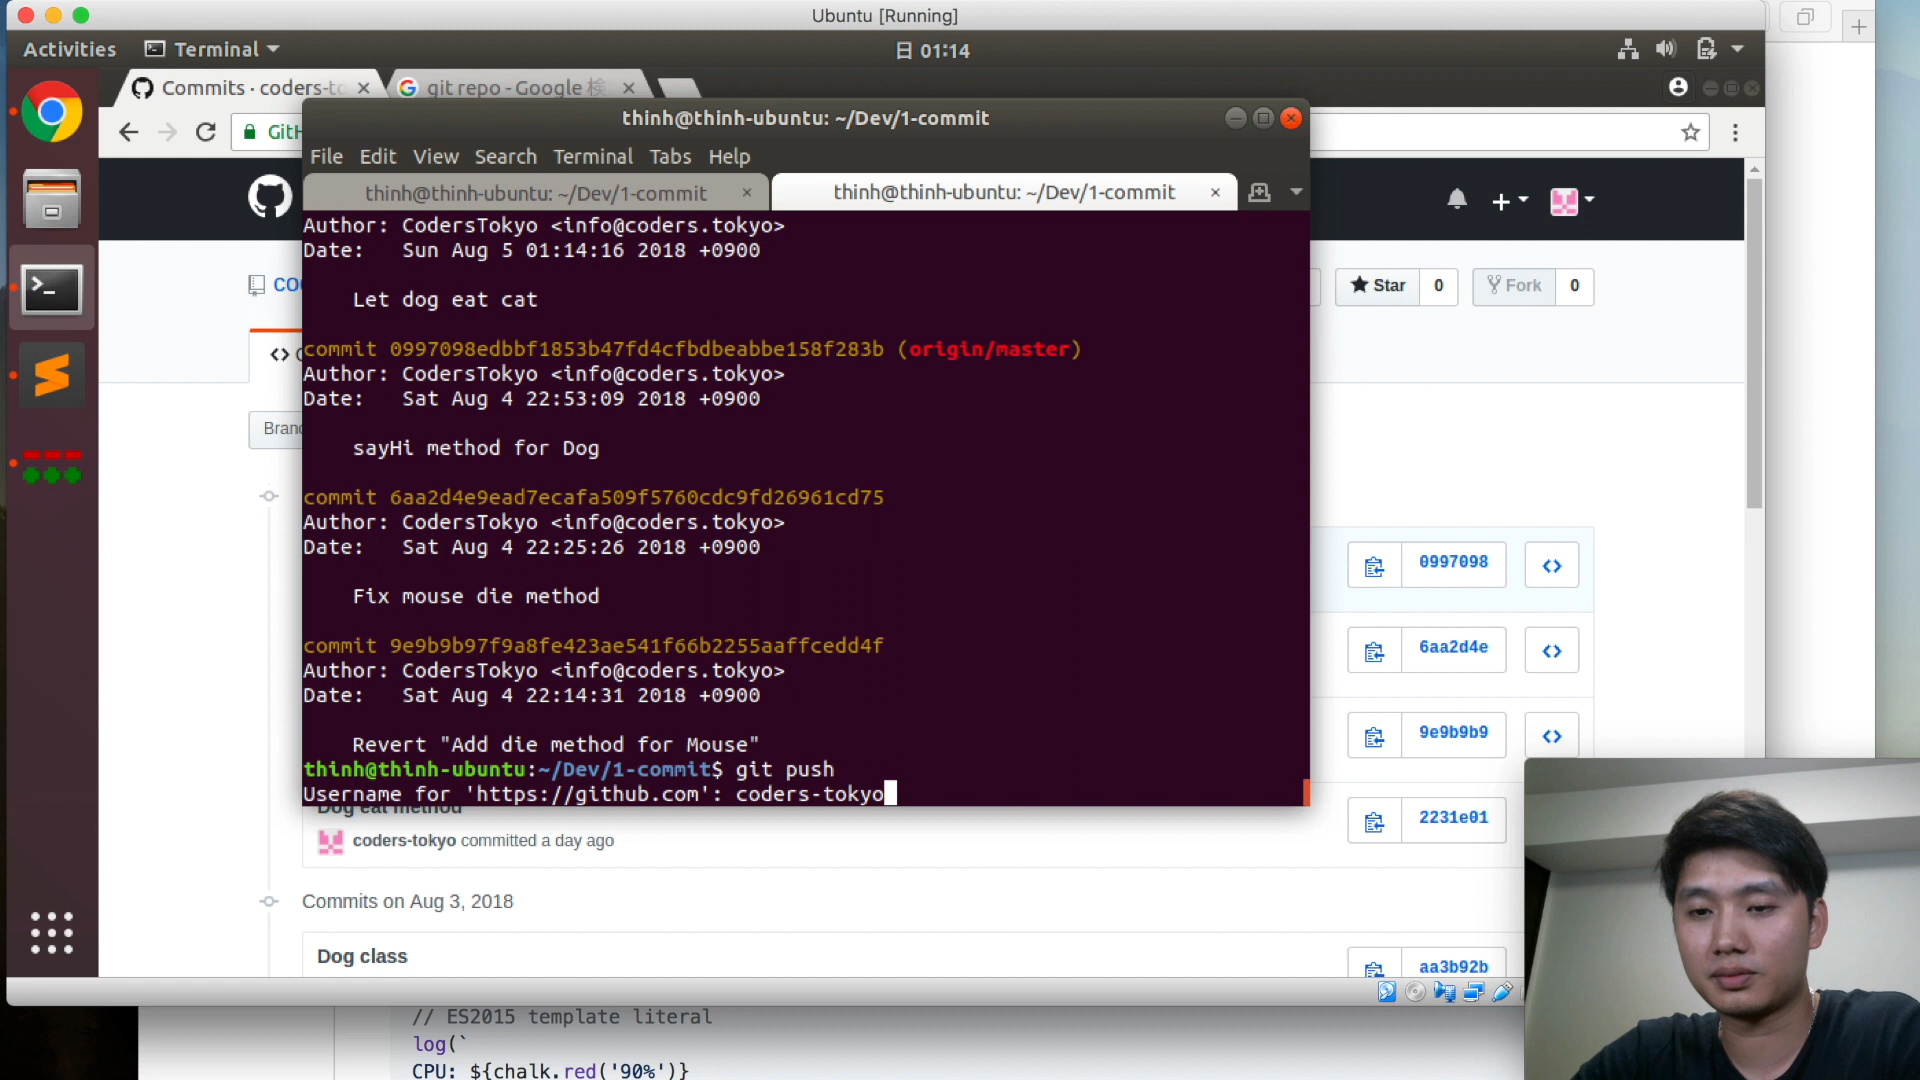 Ubuntu [Running]
Activities
Terminal
日 01:14
Commits · coders-to
git repo - Google 検
thinh@thinh-ubuntu: ~/Dev/1-commit
GitH
File Edit View Search Terminal Tabs Help
thinh@thinh-ubuntu: ~/Dev/1-commit
thinh@thinh-ubuntu: ~/Dev/1-commit
Author: CodersTokyo <info@coders.tokyo>
Date:   Sun Aug 5 01:14:16 2018 +0900
Let dog eat cat
commit 0997098edbbf1853b47fd4cfbdbeabbe158f283b (origin/master)
Author: CodersTokyo <info@coders.tokyo>
Date:   Sat Aug 4 22:53:09 2018 +0900
sayHi method for Dog
commit 6aa2d4e9ead7ecafa509f5760cdc9fd26961cd75
Author: CodersTokyo <info@coders.tokyo>
Date:   Sat Aug 4 22:25:26 2018 +0900
Fix mouse die method
commit 9e9b9b97f9a8fe423ae541f66b2255aaffcedd4f
Author: CodersTokyo <info@coders.tokyo>
Date:   Sat Aug 4 22:14:31 2018 +0900
Revert "Add die method for Mouse"
thinh@thinh-ubuntu:~/Dev/1-commit$ git push
Username for 'https://github.com': coders-tokyo
co
Star 0
Fork 0
Branc
0997098
6aa2d4e
9e9b9b9
2231e01
Dog eat method
coders-tokyo committed a day ago
Commits on Aug 3, 2018
Dog class
aa3b92b
// ES2015 template literal
log(`
CPU: ${chalk.red('90%')}